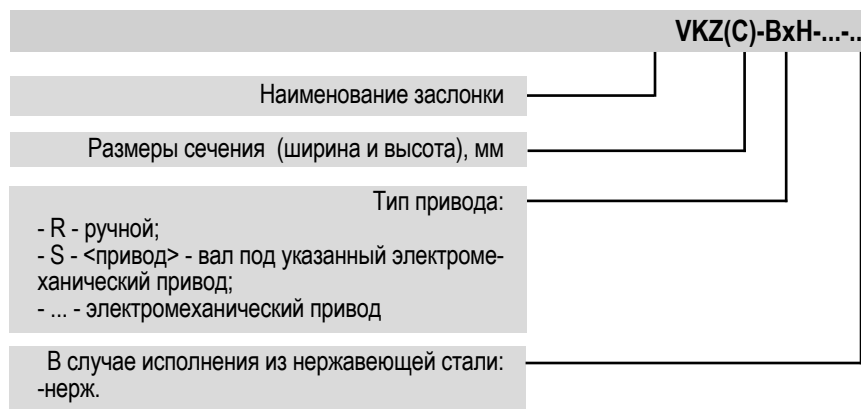 VKZ(C)-BxH-...-..
Наименование заслонки
Размеры сечения (ширина и высота), мм
Тип привода:
- R - ручной;
- S - <привод> - вал под указанный электроме-
ханический привод;
- ... - электромеханический привод
В случае исполнения из нержавеющей стали:
-нерж.